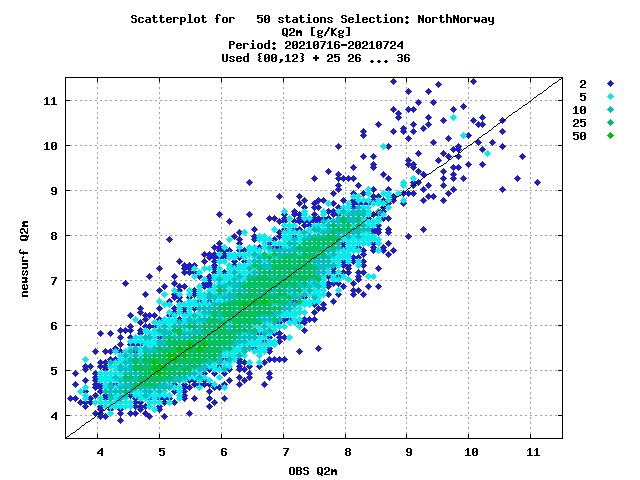 Scatterplot for   50 stations Selection: NorthNorway
Q2m [g/Kg]
Period: 20210716-20210724
Used {00,12} + 25 26 ... 36
2
5
10
25
50
11
10
9
8
7
6
5
4
newsurf Q2m
4 5 6 7 8 9 10 11
OBS Q2m